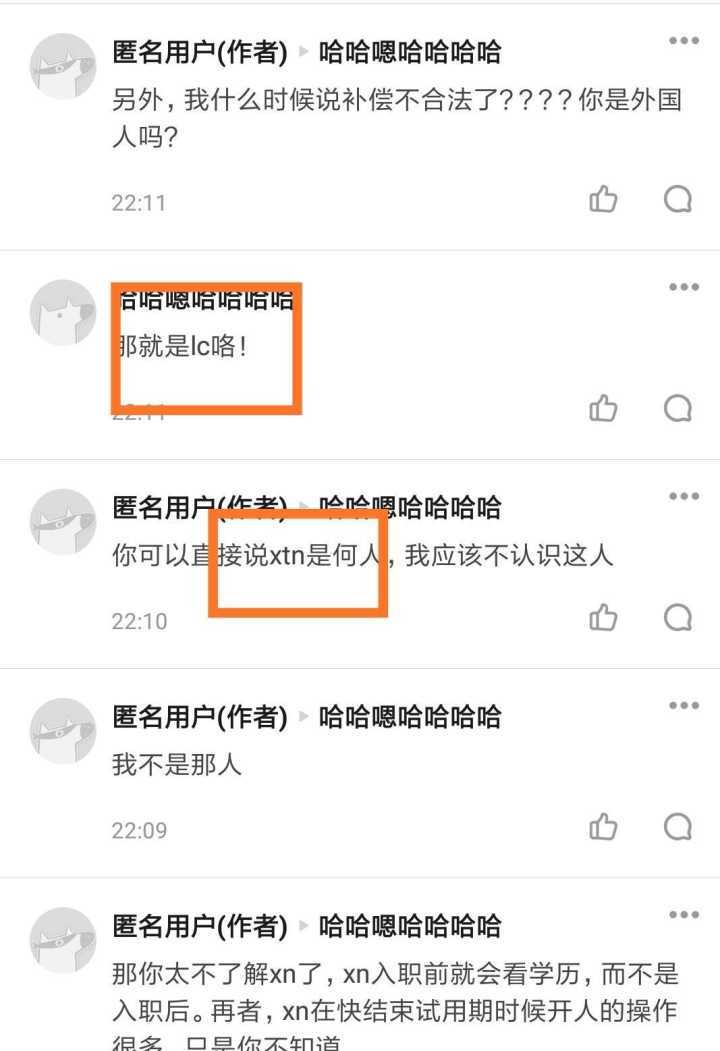 匿名用户(作者) ▸ 哈哈嗯哈哈哈哈
另外，我什么时候说补偿不合法了？？？？你是外国
人吗？
22:11
哈哈嗯哈哈哈哈
那就是lc咯！
22:11
匿名用户(作者) ▸ 哈哈嗯哈哈哈哈
你可以直接说xtn是何人，我应该不认识这人
22:10
匿名用户(作者) ▸ 哈哈嗯哈哈哈哈
我不是那人
22:09
匿名用户(作者) ▸ 哈哈嗯哈哈哈哈
那你太不了解xn了，xn入职前就会看学历，而不是
入职后。再者，xn在快结束试用期时候开人的操作
很多，只是你不知道